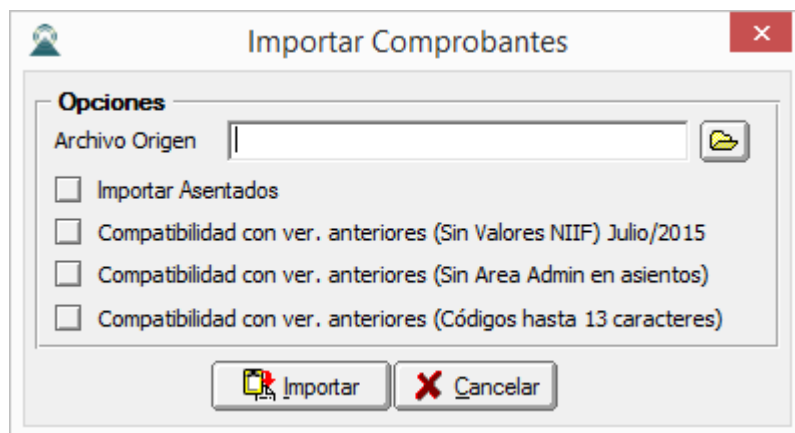 Importar Comprobantes
Opciones
Archivo Origen
Importar Asentados
Compatibilidad con ver. anteriores (Sin Valores NIIF) Julio/2015
Compatibilidad con ver. anteriores (Sin Area Admin en asientos)
Compatibilidad con ver. anteriores (Códigos hasta 13 caracteres)
Importar Cancelar